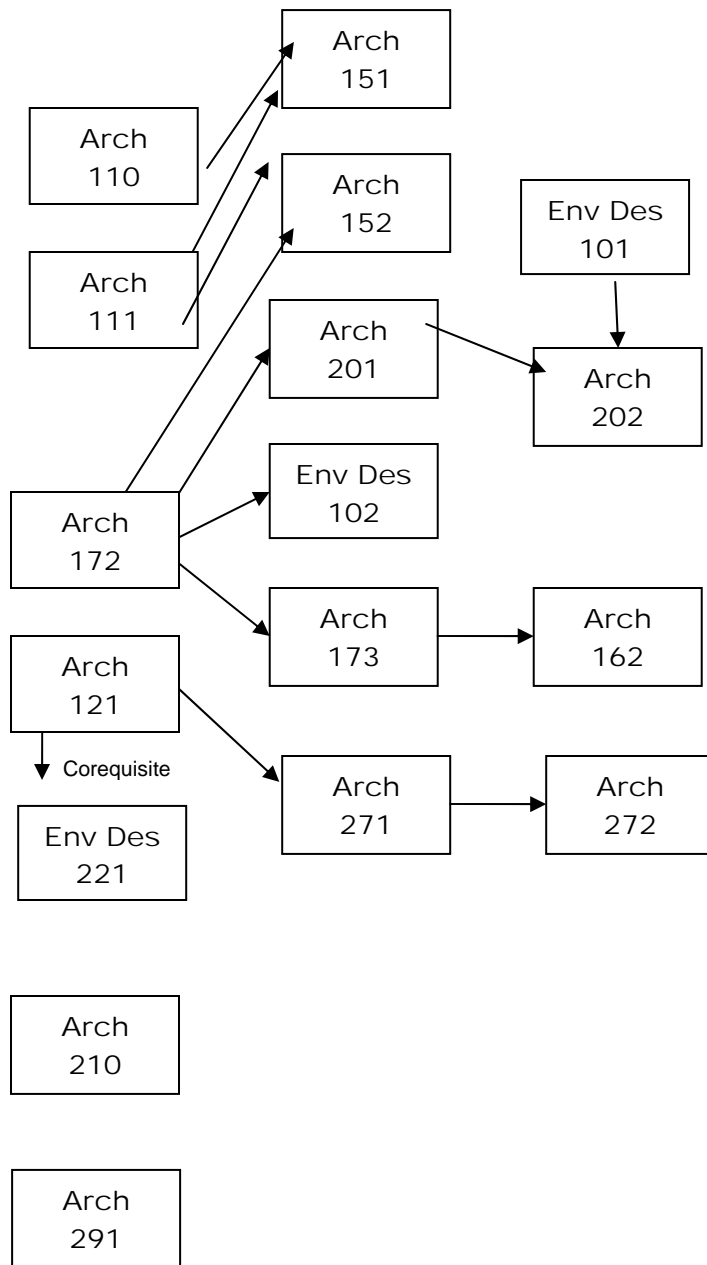 Arch
151
Arch
110
Arch
152
Env Des
101
Arch
111
Arch
201
Arch
202
Env Des
102
Arch
172
Arch
173
Arch
162
Arch
121
Corequisite
Arch
271
Arch
272
Env Des
221
Arch
210
Arch
291